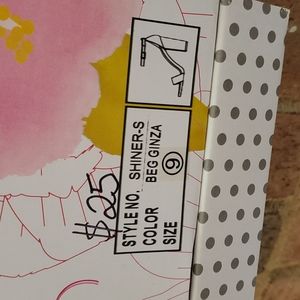 $25
STYLE NO. SHINER-S
COLOR BEG GINZA
SIZE 9